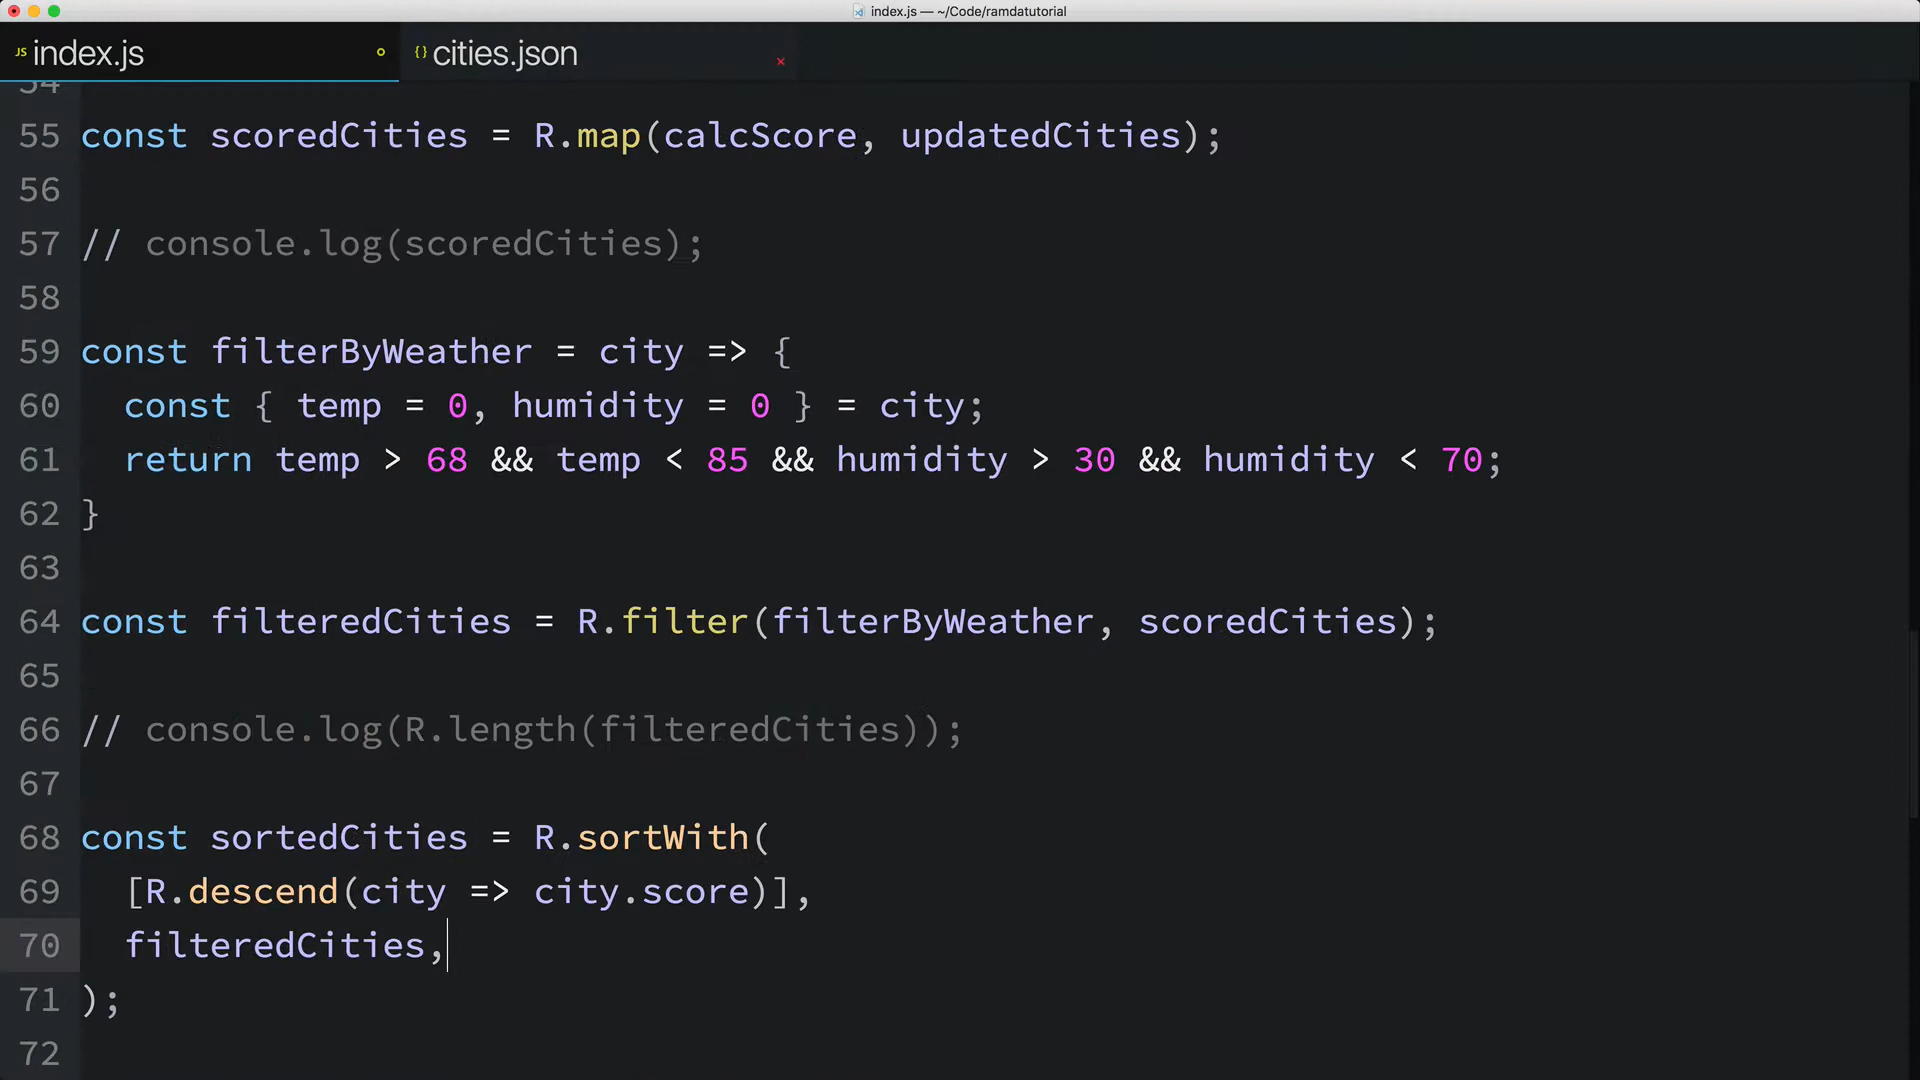 index.js — ~/Code/ramdatutorial
JS index.js
{} cities.json
54
55 const scoredCities = R.map(calcScore, updatedCities);
56
57 // console.log(scoredCities);
58
59 const filterByWeather = city => {
60   const { temp = 0, humidity = 0 } = city;
61   return temp > 68 && temp < 85 && humidity > 30 && humidity < 70;
62 }
63
64 const filteredCities = R.filter(filterByWeather, scoredCities);
65
66 // console.log(R.length(filteredCities));
67
68 const sortedCities = R.sortWith(
69   [R.descend(city => city.score)],
70   filteredCities,
71 );
72